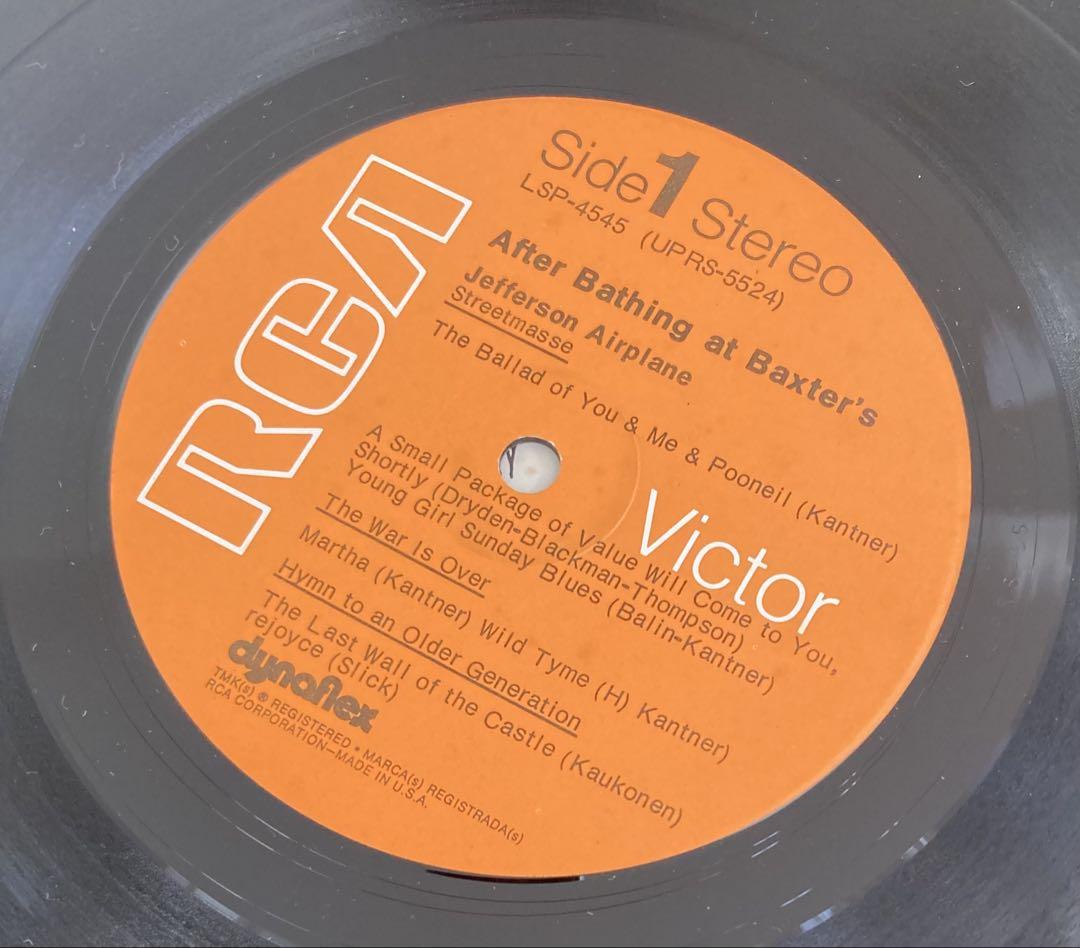 RCA
Side 1 Stereo
LSP-4545 (UPRS-5524)
After Bathing at Baxter's
Jefferson Airplane
Streetmasse
The Ballad of You & Me & Pooneil (Kantner)
Victor
A Small Package of Value Will Come to You,
Shortly (Dryden-Blackman-Thompson)
Young Girl Sunday Blues (Balin-Kantner)
The War Is Over
Martha (Kantner) Wild Tyme (H) Kantner)
Hymn to an Older Generation
The Last Wall of the Castle (Kaukonen)
rejoyce (Slick)
dynaflex
TMK(s) ® REGISTERED • MARCA(s) REGISTRADA(s)
RCA CORPORATION—MADE IN U.S.A.